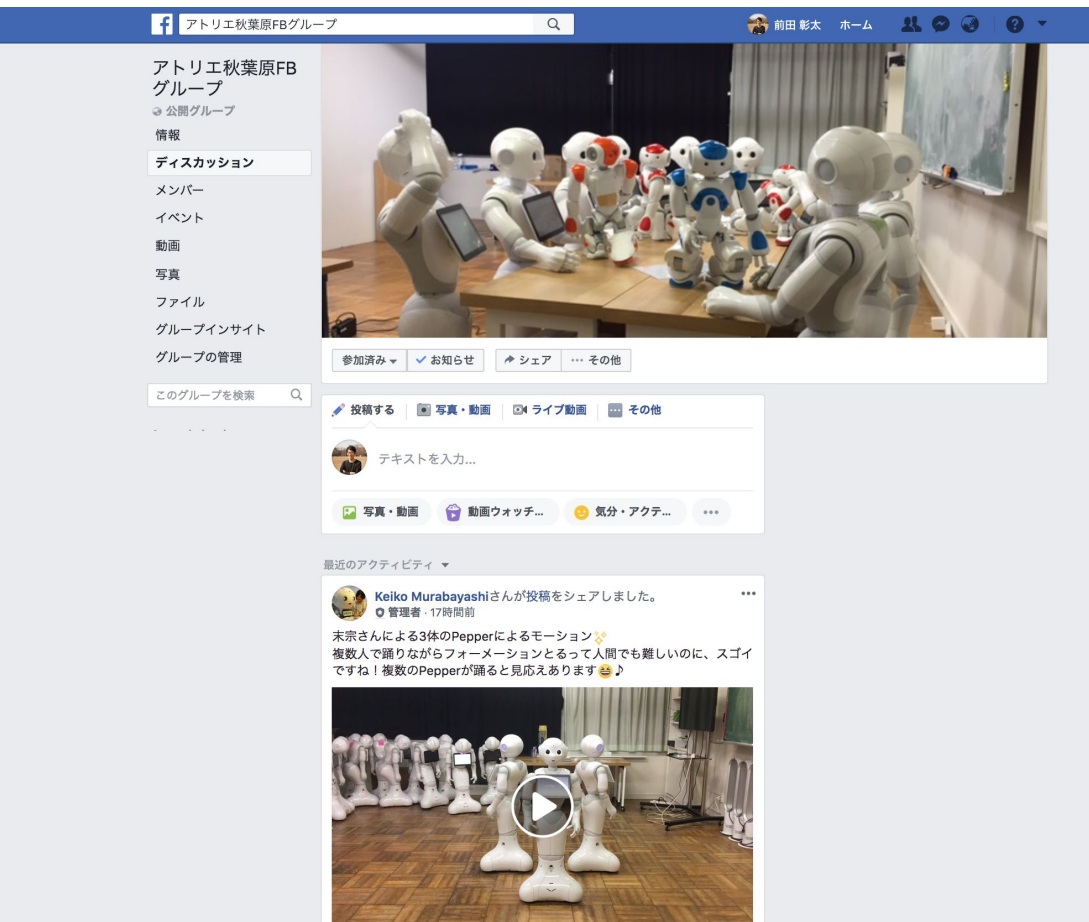 アトリエ秋葉原FBグループ
前田 彰太
ホーム
アトリエ秋葉原FB
グループ
公開グループ
情報
ディスカッション
メンバー
イベント
動画
写真
ファイル
グループインサイト
グループの管理
このグループを検索
参加済み
お知らせ
シェア
その他
投稿する
写真・動画
ライブ動画
その他
テキストを入力...
写真・動画
動画ウォッチ...
気分・アクテ...
最近のアクティビティ
Keiko Murabayashiさんが投稿をシェアしました。
管理者・17時間前
末宗さんによる3体のPepperによるモーション✨
複数人で踊りながらフォーメーションとるって人間でも難しいのに、スゴイ
ですね！複数のPepperが踊ると見応えあります😆♪